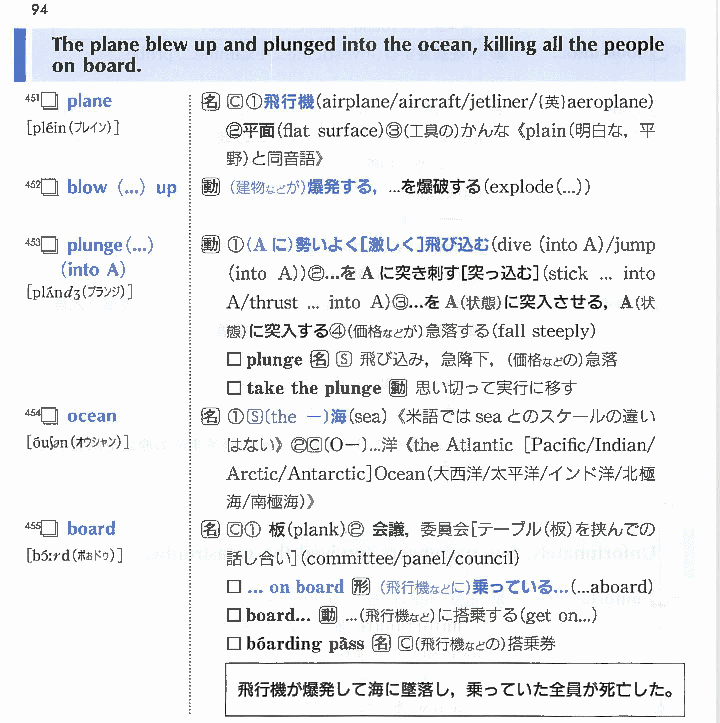 94
The plane blew up and plunged into the ocean, killing all the people
on board.
451 □ plane 名 C①飛行機(airplane/aircraft/jetliner/{英}aeroplane)
[pléin(プレイン)] ②平面(flat surface)③(工具の)かんな《plain(明白な，平
野)と同音語》
452 □ blow (...) up 動 (建物などが)爆発する，...を爆破する(explode(...))
453 □ plunge(...) 動 ①(A に)勢いよく[激しく]飛び込む(dive (into A)/jump
(into A) (into A))②...を A に突き刺す[突っ込む](stick ... into
[plʌ́ndʒ(プランジ)] A/thrust ... into A)③...を A(状態)に突入させる，A(状
態)に突入する④(価格などが)急落する(fall steeply)
□ plunge 名 S 飛び込み，急降下，(価格などの)急落
□ take the plunge 動 思い切って実行に移す
454 □ ocean 名 ①S(the ー)海(sea)《米語では sea とのスケールの違い
[óuʃən(オウシャン)] はない》②C(Oー)...洋《the Atlantic [Pacific/Indian/
Arctic/Antarctic]Ocean(大西洋/太平洋/インド洋/北極
海/南極海)》
455 □ board 名 C① 板(plank)② 会議，委員会[テーブル(板)を挟んでの
[bɔ́ːrd(ボぉドゥ)] 話し合い](committee/panel/council)
□ ... on board 形 (飛行機などに)乗っている...(...aboard)
□ board... 動 ...(飛行機など)に搭乗する(get on...)
□ bóarding pàss 名 C(飛行機などの)搭乗券
飛行機が爆発して海に墜落し，乗っていた全員が死亡した。